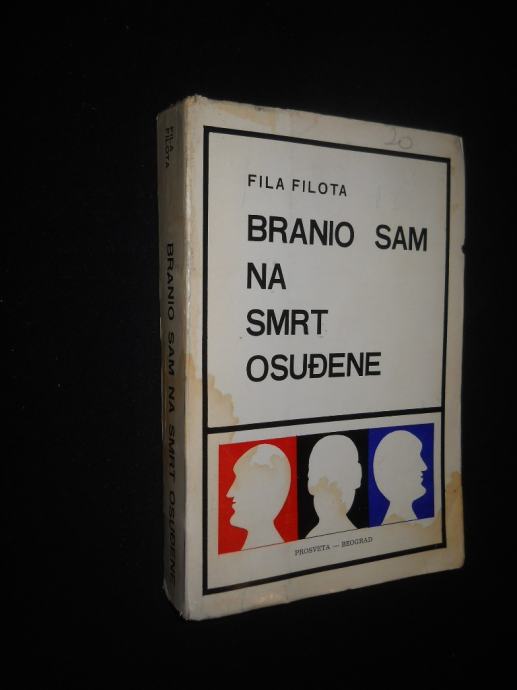 FILA FILOTA
BRANIO SAM NA SMRT OSUĐENE
20
FILA FILOTA
BRANIO SAM
NA
SMRT
OSUĐENE
PROSVETA — BEOGRAD